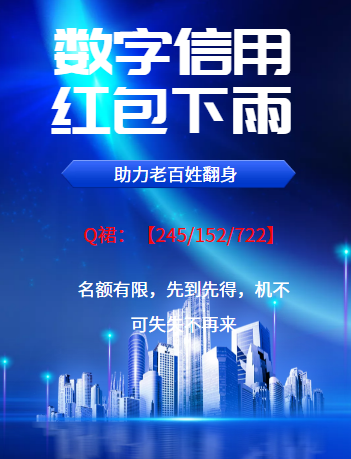 数字信用
红包下雨
助力老百姓翻身
Q裙：【245/152/722】
名额有限，先到先得，机不
可失失不再来